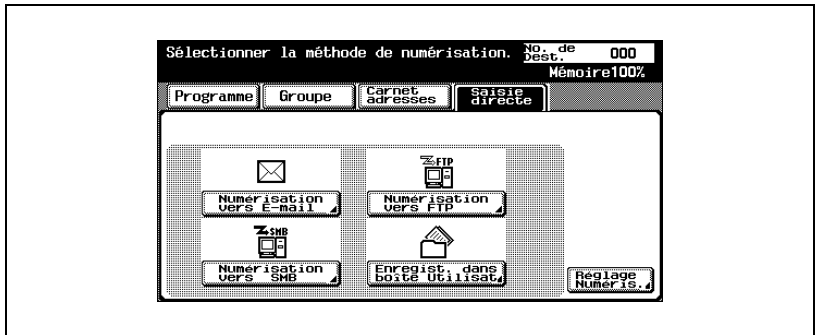 Sélectionner la méthode de numérisation.
No. de
Dest.
000
Mémoire100%
Programme
Groupe
Carnet
adresses
Saisie
directe
FTP
Numérisation
vers E-mail
Numérisation
vers FTP
SMB
Numérisation
vers SMB
Enregist. dans
boîte Utilisat.
Réglage
Numéris.